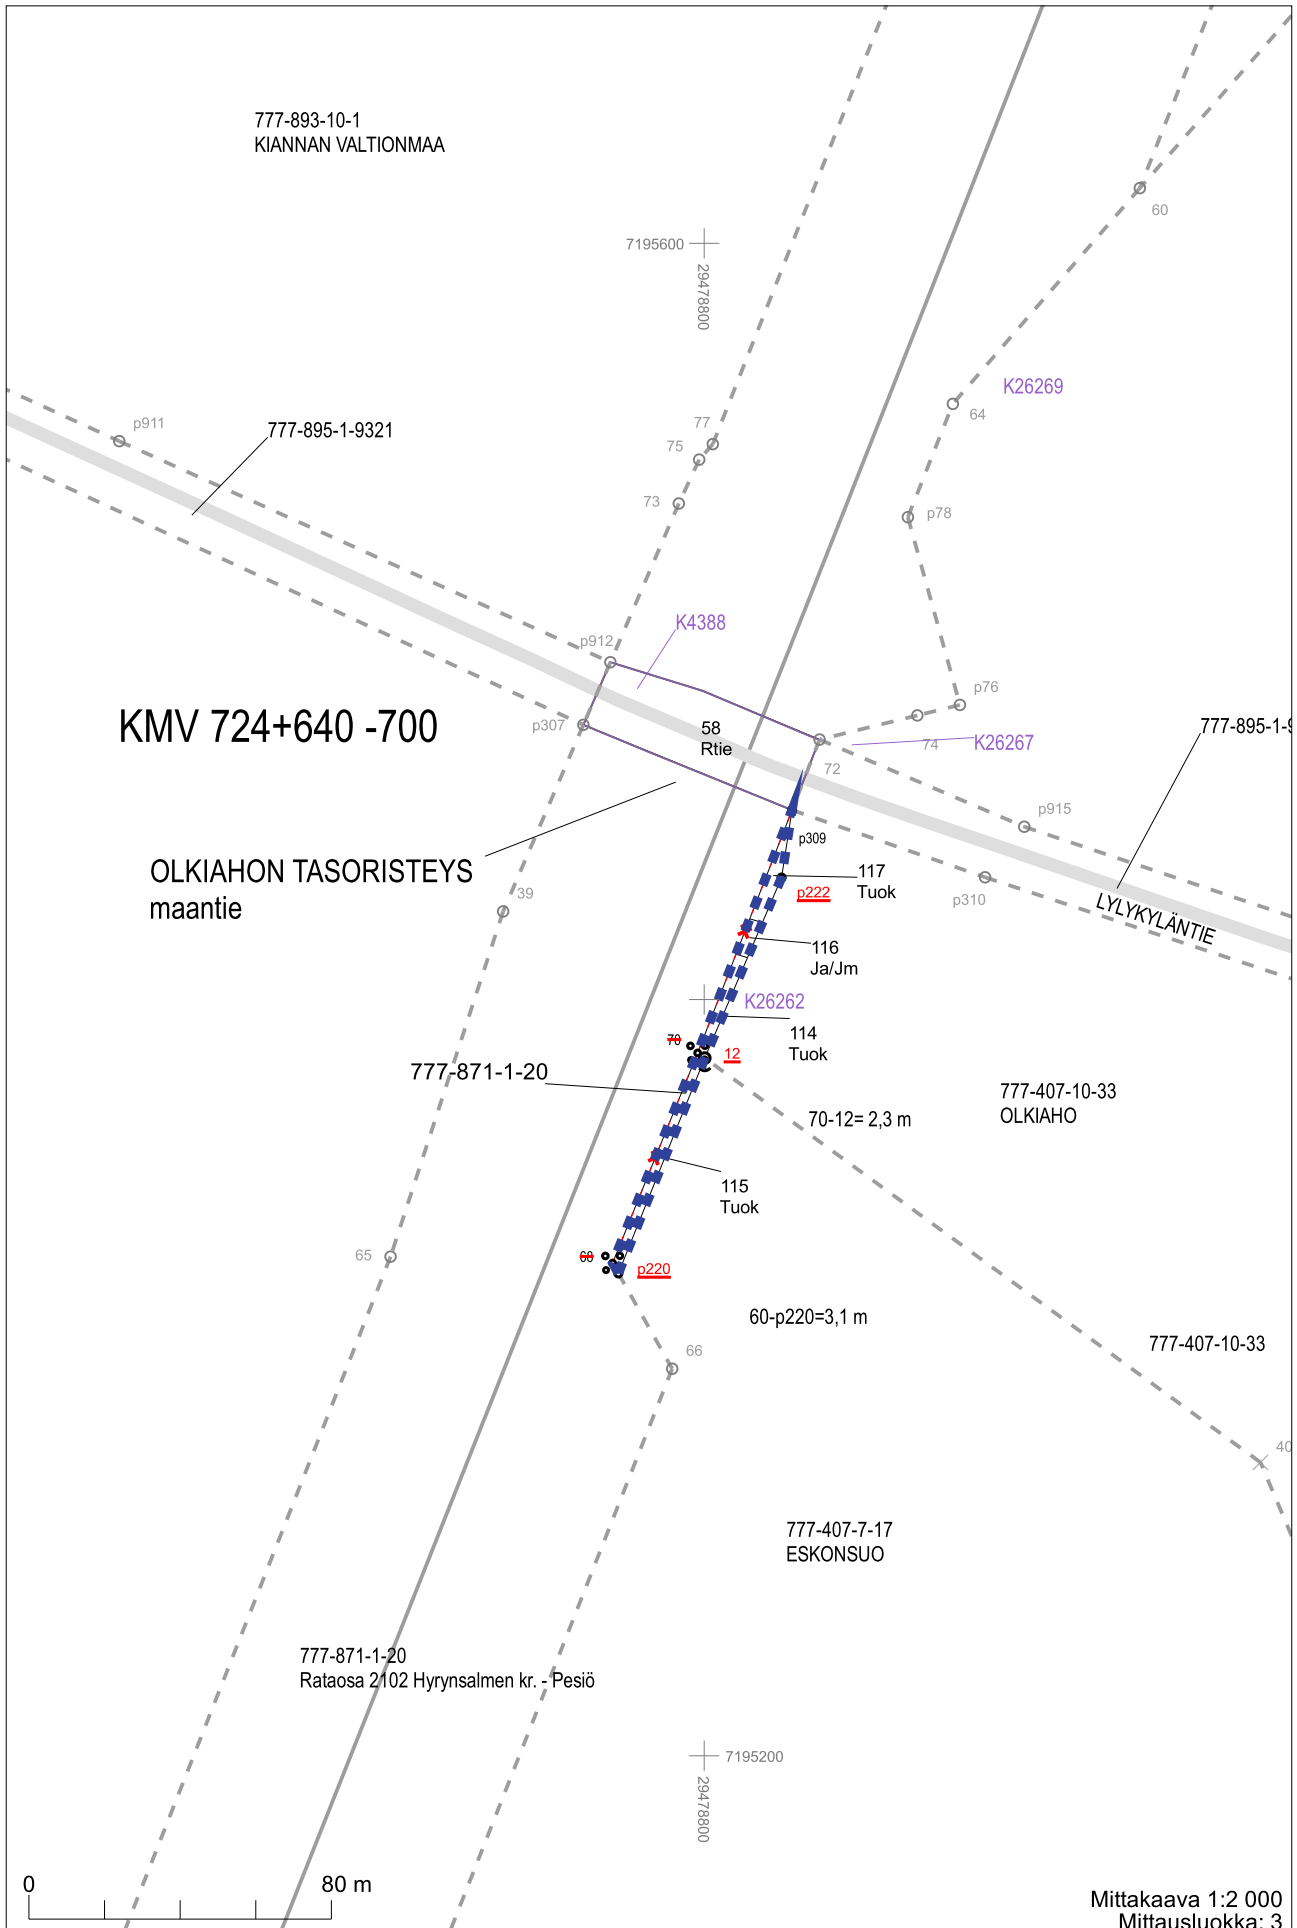 777-893-10-1
KIANNAN VALTIONMAA
60
7195600
29478800
K26269
64
p911
777-895-1-9321
77
75
73
p78
K4388
p912
p76
KMV 724+640 -700
p307
58
Rtie
777-895-1-9
74
K26267
72
p915
p309
OLKIAHON TASORISTEYS
maantie
117
Tuok
p222
p310
39
LYLYKYLÄNTIE
116
Ja/Jm
K26262
70
12
114
Tuok
777-871-1-20
777-407-10-33
OLKIAHO
70-12= 2,3 m
115
Tuok
65
p220
60-p220=3,1 m
66
777-407-10-33
40
777-407-7-17
ESKONSUO
777-871-1-20
Rataosa 2102 Hyrynsalmen kr. - Pesiö
7195200
29478800
0
80 m
Mittakaava 1:2 000
Mittausluokka: 3